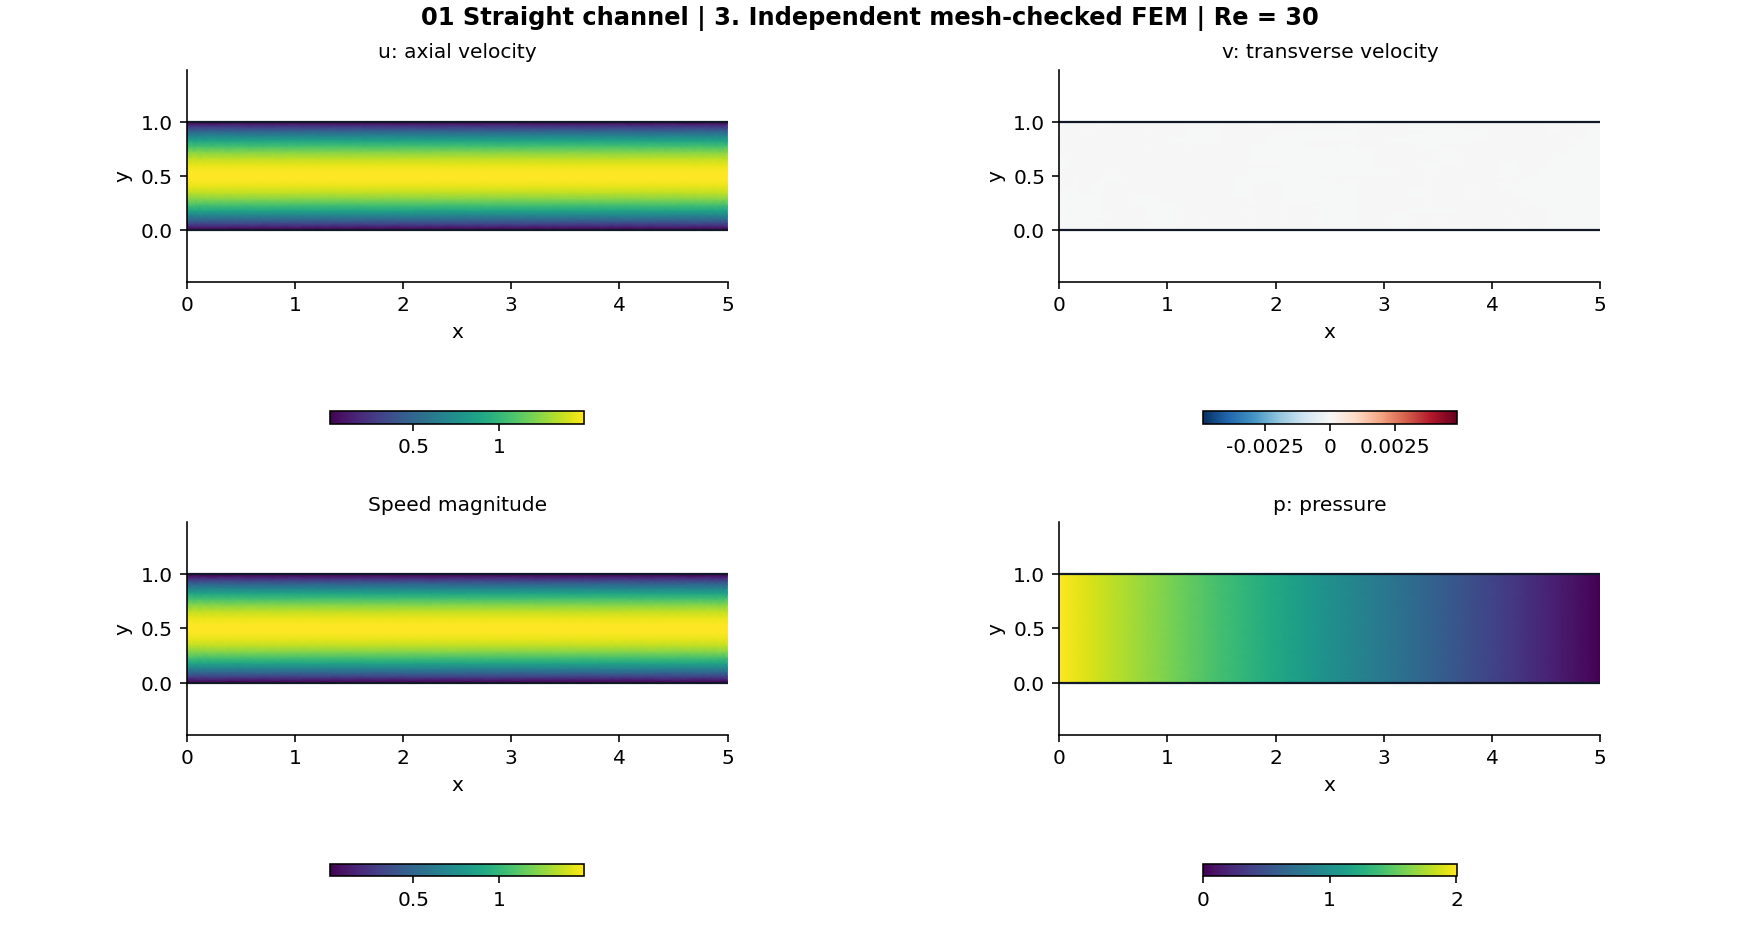 01 Straight channel | 3. Independent mesh-checked FEM | Re = 30
u: axial velocity
y
1.0
0.5
0.0
0 1 2 3 4 5
x
0.5 1
v: transverse velocity
y
1.0
0.5
0.0
0 1 2 3 4 5
x
-0.0025 0 0.0025
Speed magnitude
y
1.0
0.5
0.0
0 1 2 3 4 5
x
0.5 1
p: pressure
y
1.0
0.5
0.0
0 1 2 3 4 5
x
0 1 2